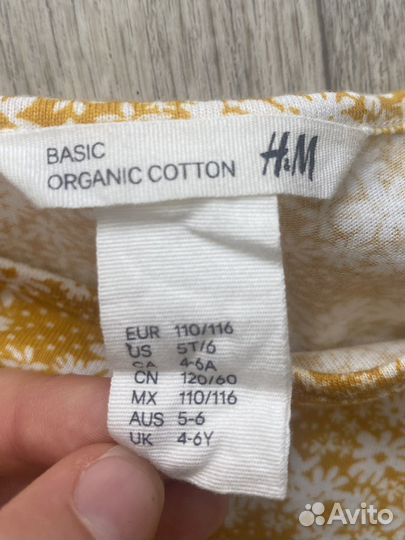 BASIC
ORGANIC COTTON
H&M
EUR 110/116
US 5T/6
CA 4-6A
CN 120/60
MX 110/116
AUS 5-6
UK 4-6Y
Avito